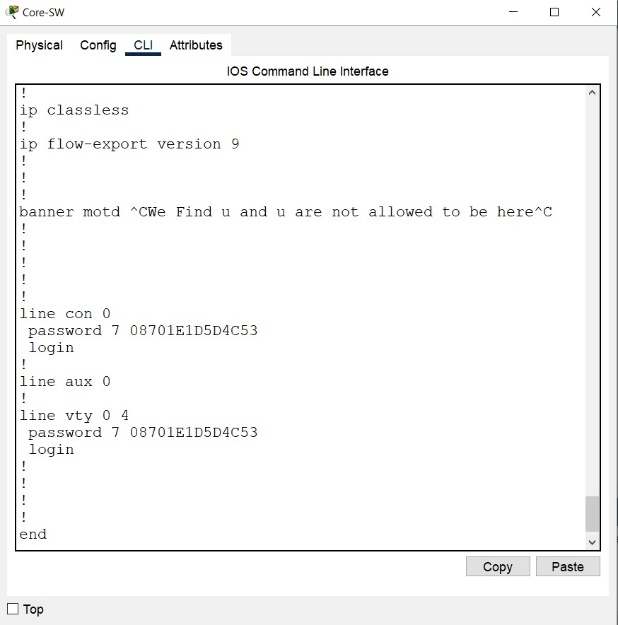 Core-SW
Physical Config CLI Attributes
IOS Command Line Interface
!
ip classless
!
ip flow-export version 9
!
!
!
banner motd ^CWe Find u and u are not allowed to be here^C
!
!
!
!
!
line con 0
password 7 08701E1D5D4C53
login
!
line aux 0
!
line vty 0 4
password 7 08701E1D5D4C53
login
!
!
!
!
end
Copy Paste
Top